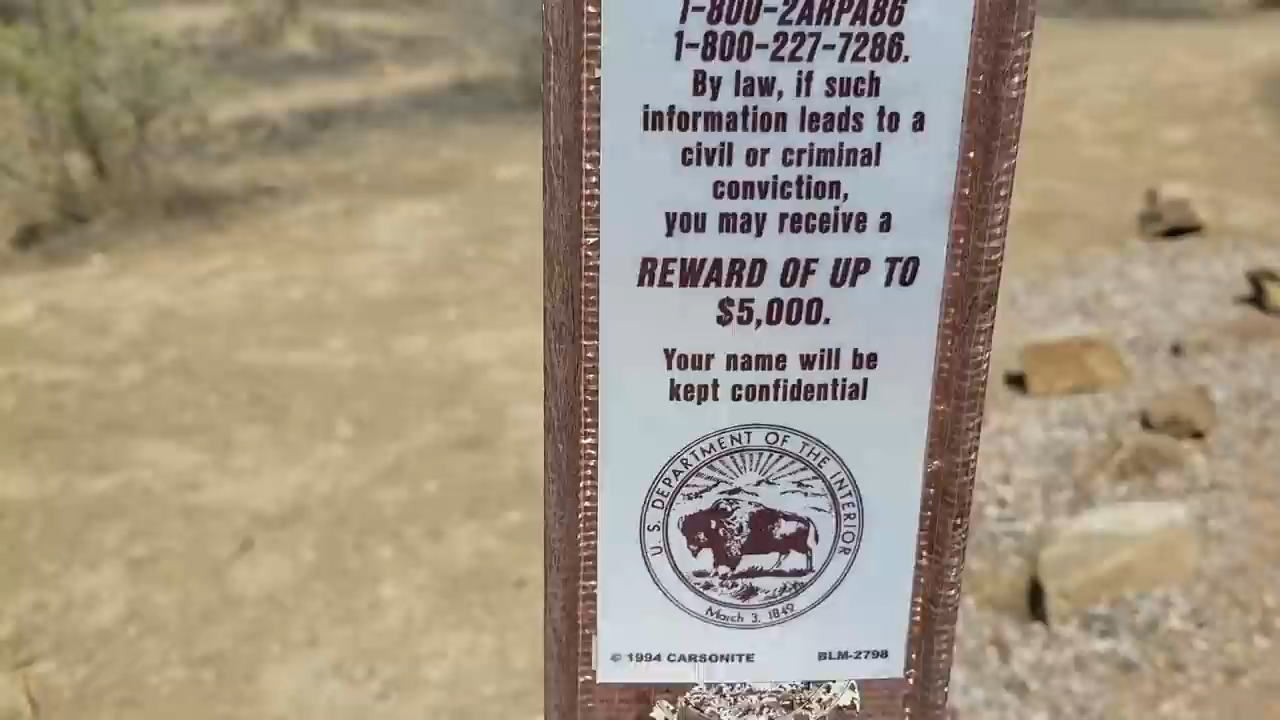 1-800-2ARPA86
1-800-227-7286.
By law, if such
information leads to a
civil or criminal
conviction,
you may receive a
REWARD OF UP TO
$5,000.
Your name will be
kept confidential
U.S. DEPARTMENT OF THE INTERIOR
March 3, 1849
© 1994 CARSONITE
BLM-2798